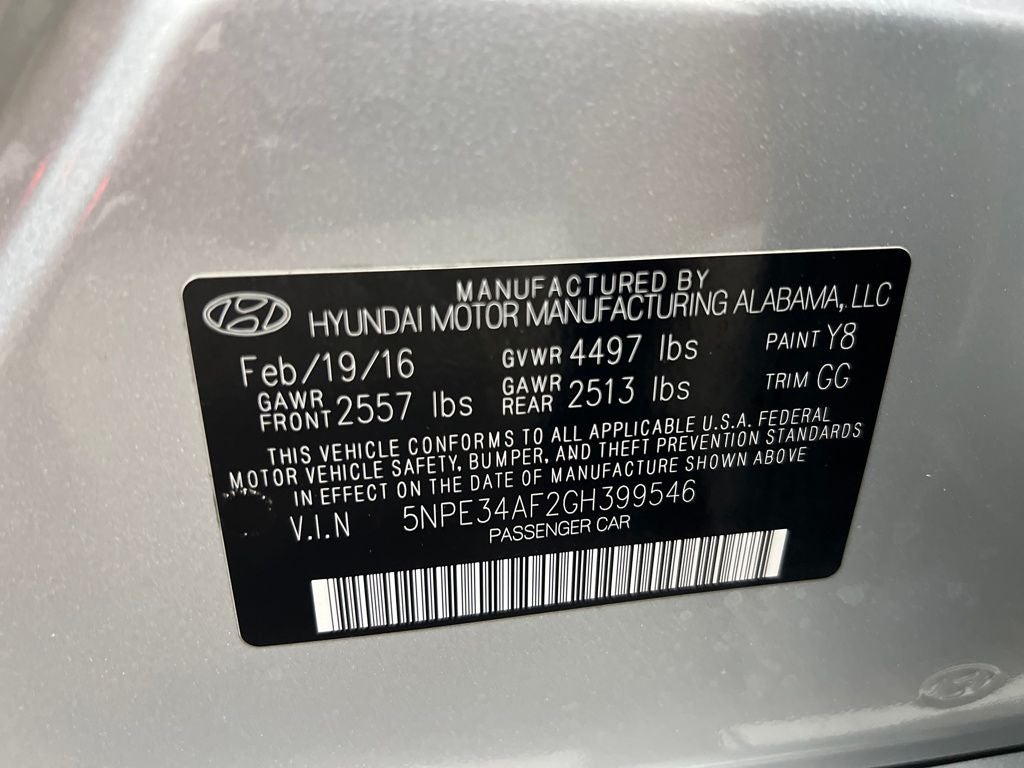 MANUFACTURED BY
HYUNDAI MOTOR MANUFACTURING ALABAMA, LLC
Feb/19/16 GVWR 4497 lbs PAINT Y8
GAWR FRONT 2557 lbs GAWR REAR 2513 lbs TRIM GG
THIS VEHICLE CONFORMS TO ALL APPLICABLE U.S.A. FEDERAL
MOTOR VEHICLE SAFETY, BUMPER, AND THEFT PREVENTION STANDARDS
IN EFFECT ON THE DATE OF MANUFACTURE SHOWN ABOVE
V.I.N 5NPE34AF2GH399546
PASSENGER CAR